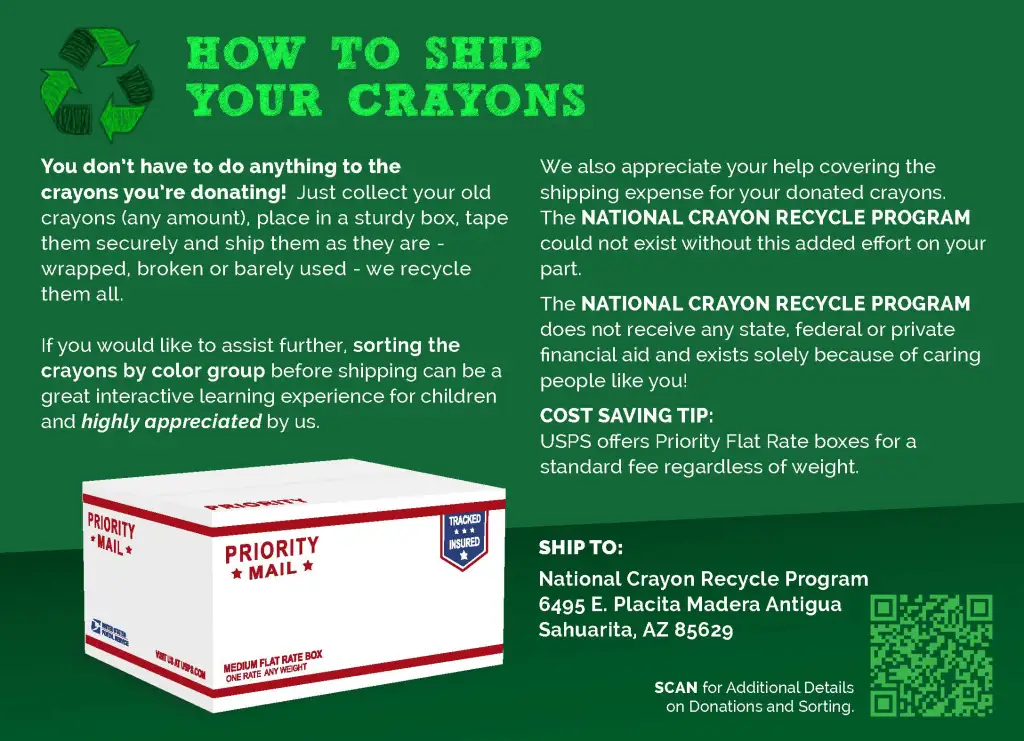 HOW TO SHIP
YOUR CRAYONS
You don't have to do anything to the
crayons you're donating! Just collect your old
crayons (any amount), place in a sturdy box, tape
them securely and ship them as they are -
wrapped, broken or barely used - we recycle
them all.
If you would like to assist further, sorting the
crayons by color group before shipping can be a
great interactive learning experience for children
and highly appreciated by us.
We also appreciate your help covering the
shipping expense for your donated crayons.
The NATIONAL CRAYON RECYCLE PROGRAM
could not exist without this added effort on your
part.
The NATIONAL CRAYON RECYCLE PROGRAM
does not receive any state, federal or private
financial aid and exists solely because of caring
people like you!
COST SAVING TIP:
USPS offers Priority Flat Rate boxes for a
standard fee regardless of weight.
PRIORITY
PRIORITY
MAIL
UNITED STATES
POSTAL SERVICE
VISIT US AT USPS.COM
PRIORITY
MAIL
TRACKED
INSURED
MEDIUM FLAT RATE BOX
ONE RATE ANY WEIGHT
SHIP TO:
National Crayon Recycle Program
6495 E. Placita Madera Antigua
Sahuarita, AZ 85629
SCAN for Additional Details
on Donations and Sorting.